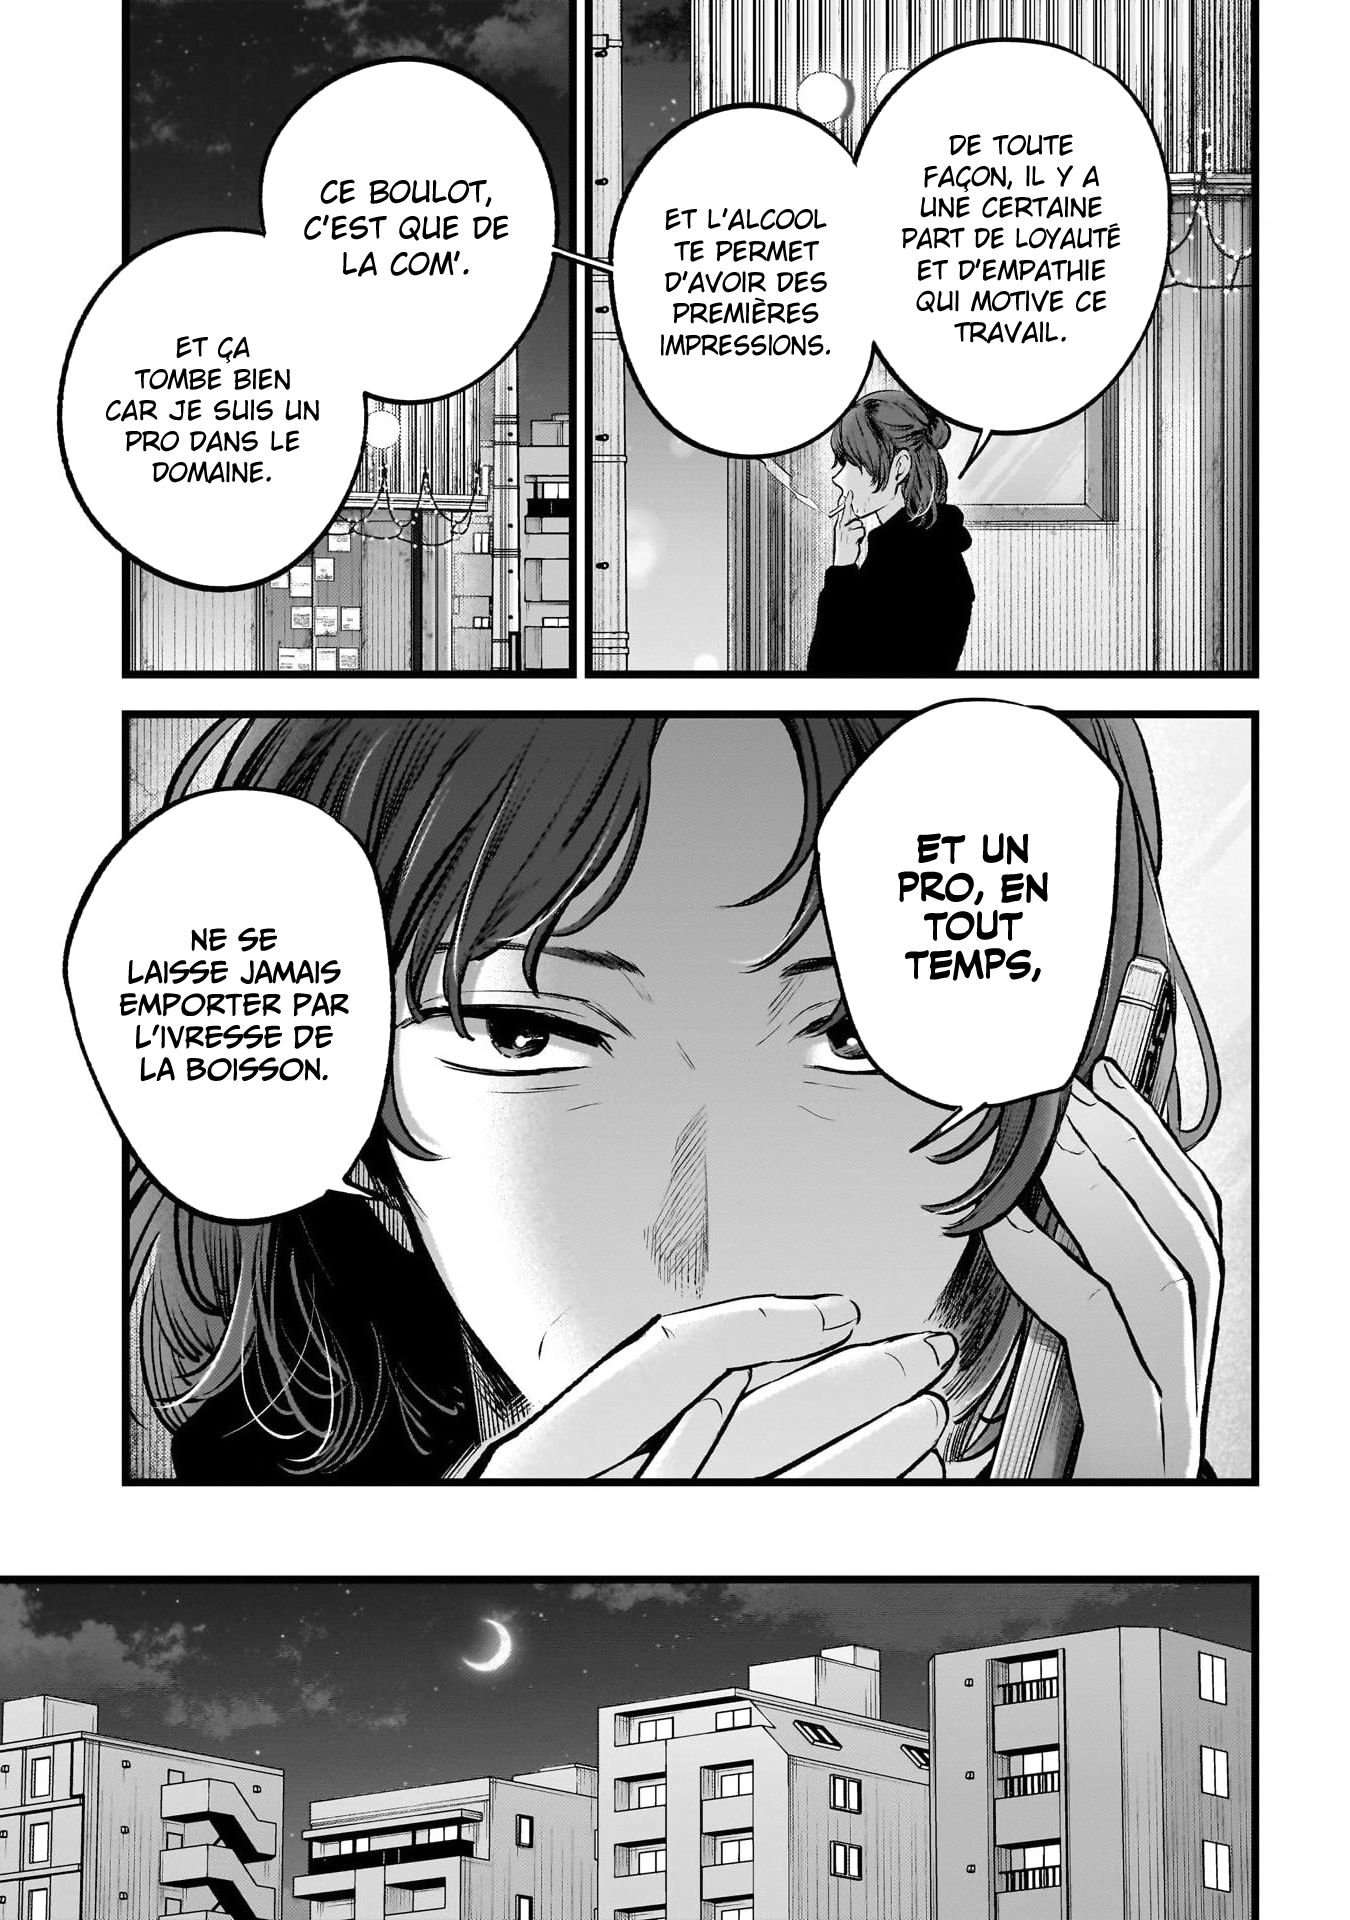 DE TOUTE
FAÇON, IL Y A
UNE CERTAINE
PART DE LOYAUTÉ
ET D'EMPATHIE
QUI MOTIVE CE
TRAVAIL.
ET L'ALCOOL
TE PERMET
D'AVOIR DES
PREMIÈRES
IMPRESSIONS.
CE BOULOT,
C'EST QUE DE
LA COM'.
ET ÇA
TOMBE BIEN
CAR JE SUIS UN
PRO DANS LE
DOMAINE.
ET UN
PRO, EN
TOUT
TEMPS,
NE SE
LAISSE JAMAIS
EMPORTER PAR
L'IVRESSE DE
LA BOISSON.